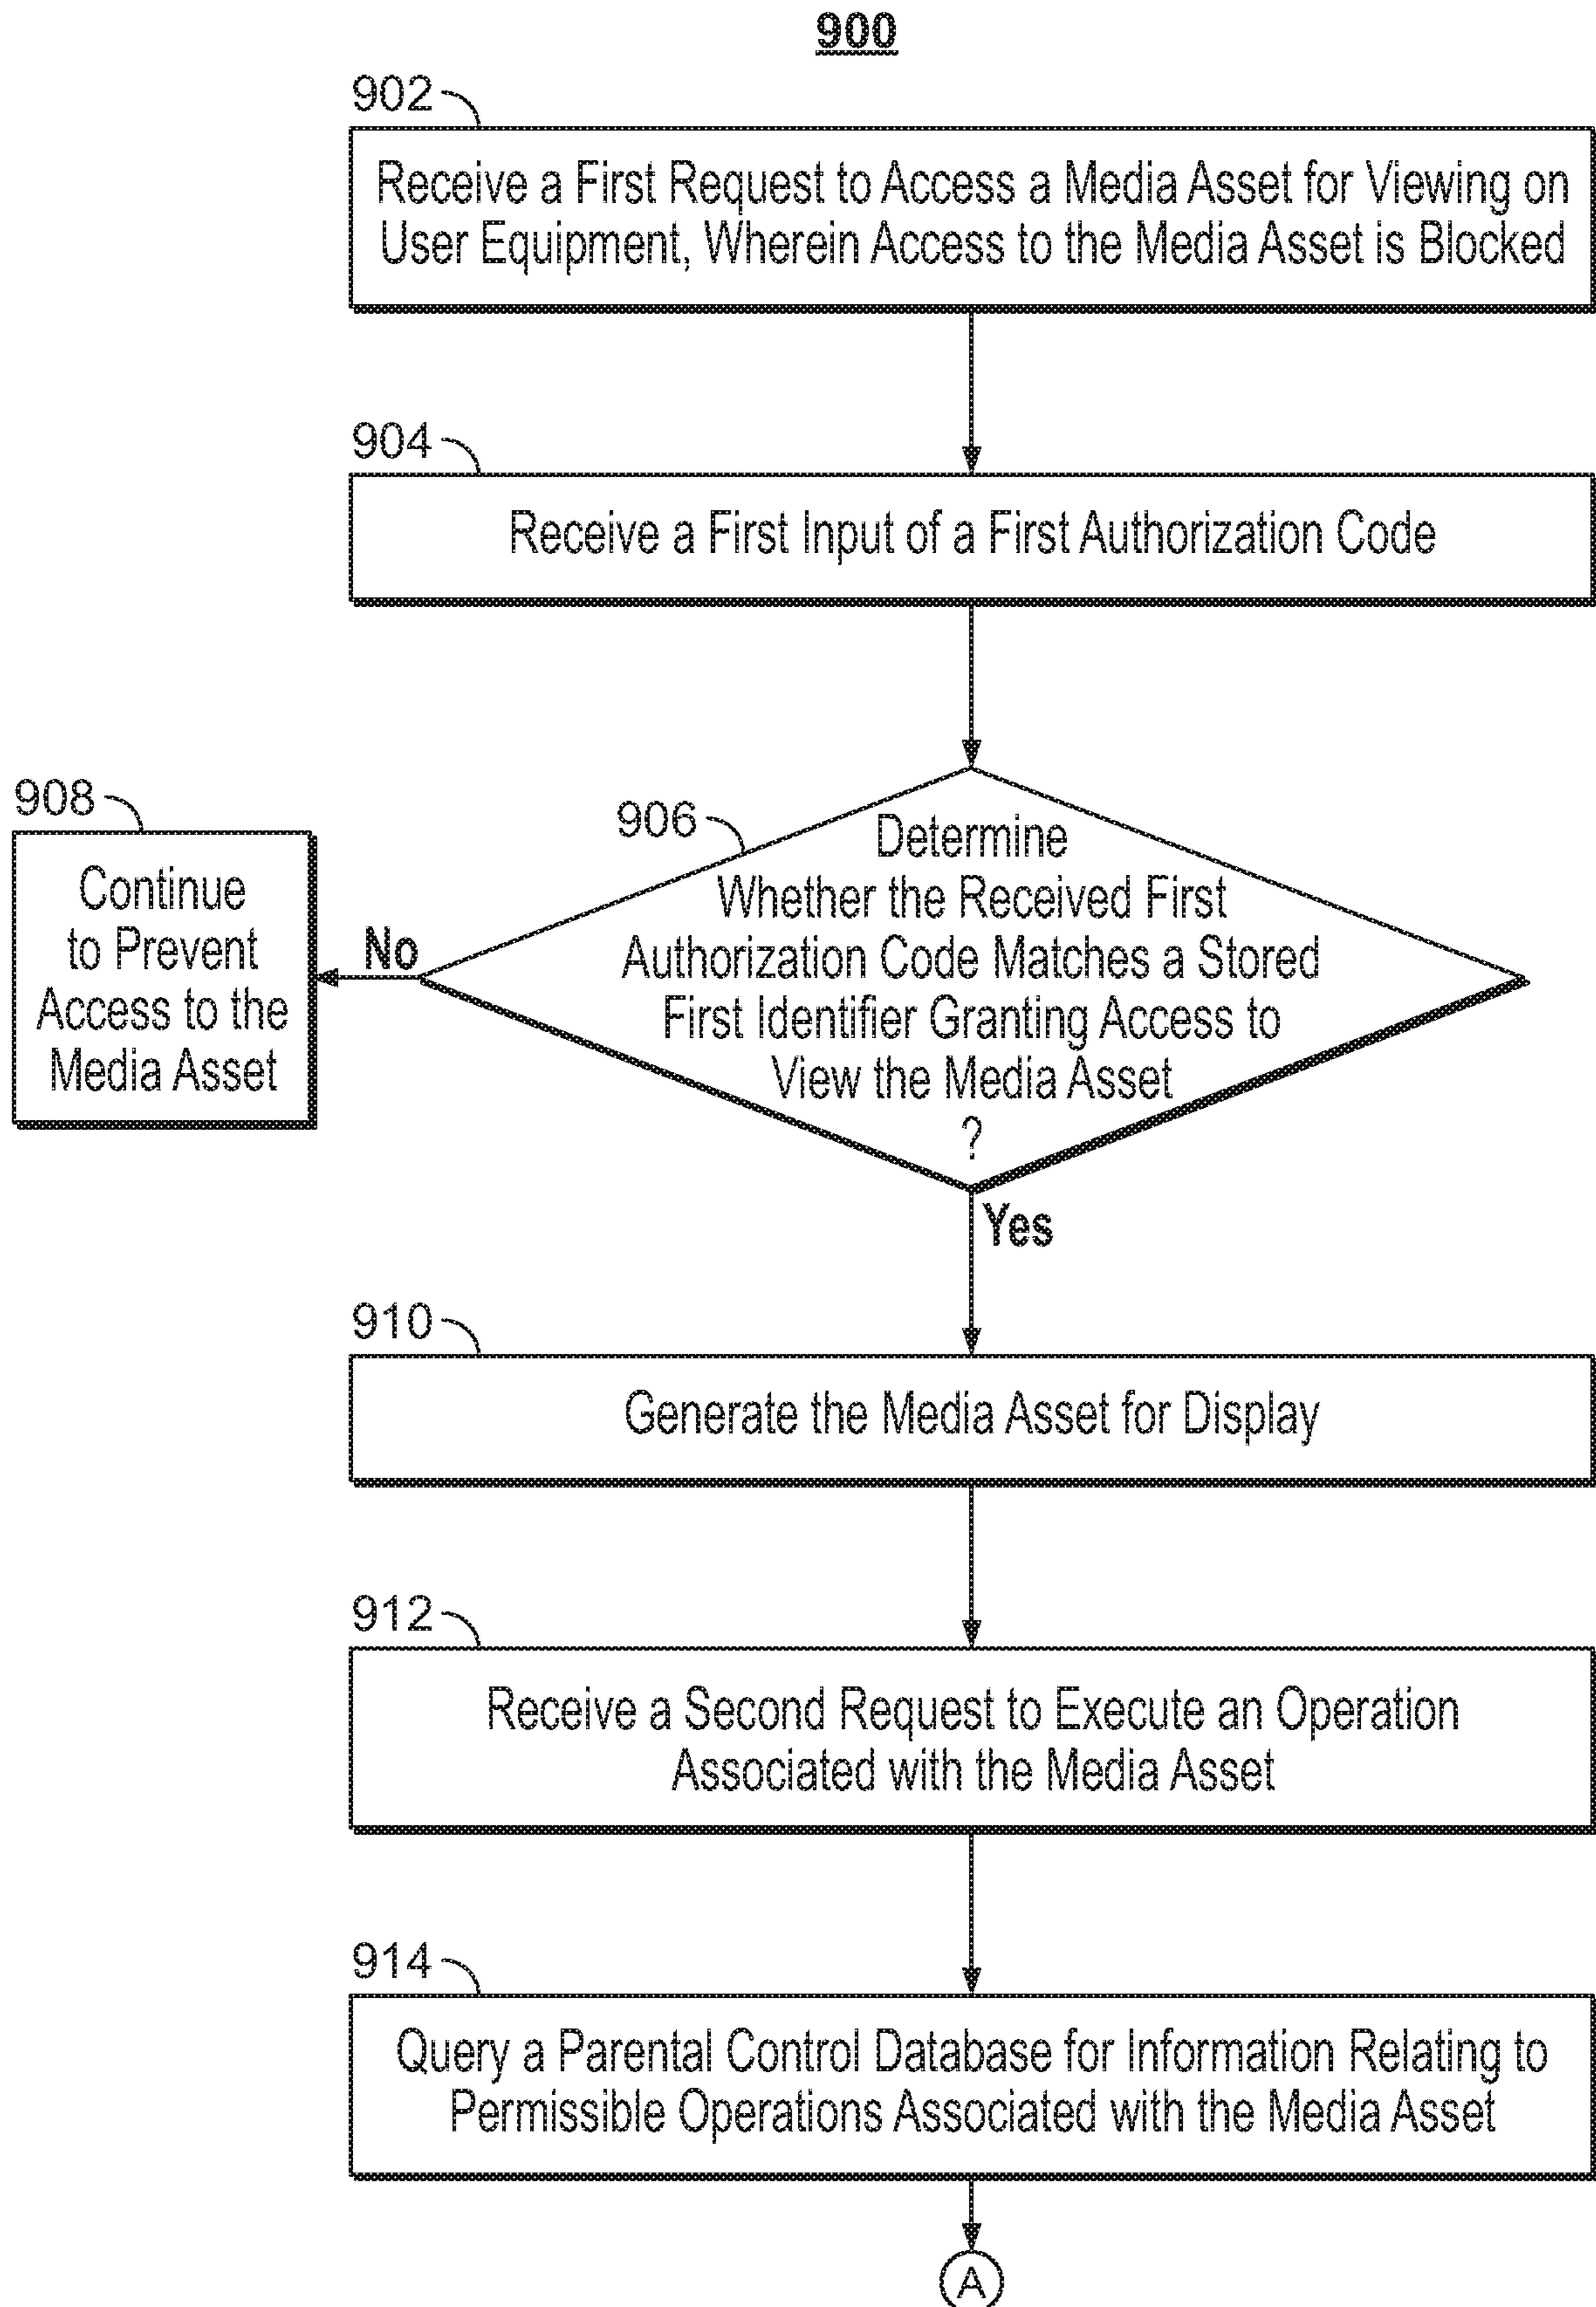 900
902
Receive a First Request to Access a Media Asset for Viewing on
User Equipment, Wherein Access to the Media Asset is Blocked
904
Receive a First Input of a First Authorization Code
906
Determine
Whether the Received First
Authorization Code Matches a Stored
First Identifier Granting Access to
View the Media Asset
?
No
908
Continue
to Prevent
Access to the
Media Asset
Yes
910
Generate the Media Asset for Display
912
Receive a Second Request to Execute an Operation
Associated with the Media Asset
914
Query a Parental Control Database for Information Relating to
Permissible Operations Associated with the Media Asset
A